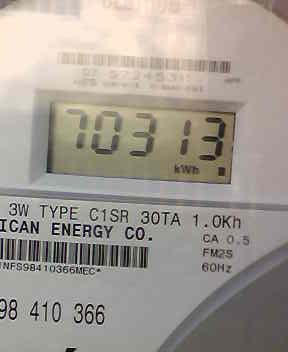 70313
kWh
3W TYPE C1SR 30TA 1.0Kh
ICAN ENERGY CO.
CA 0.5
FM2S
60Hz
NFS98410366MEC*
98 410 366